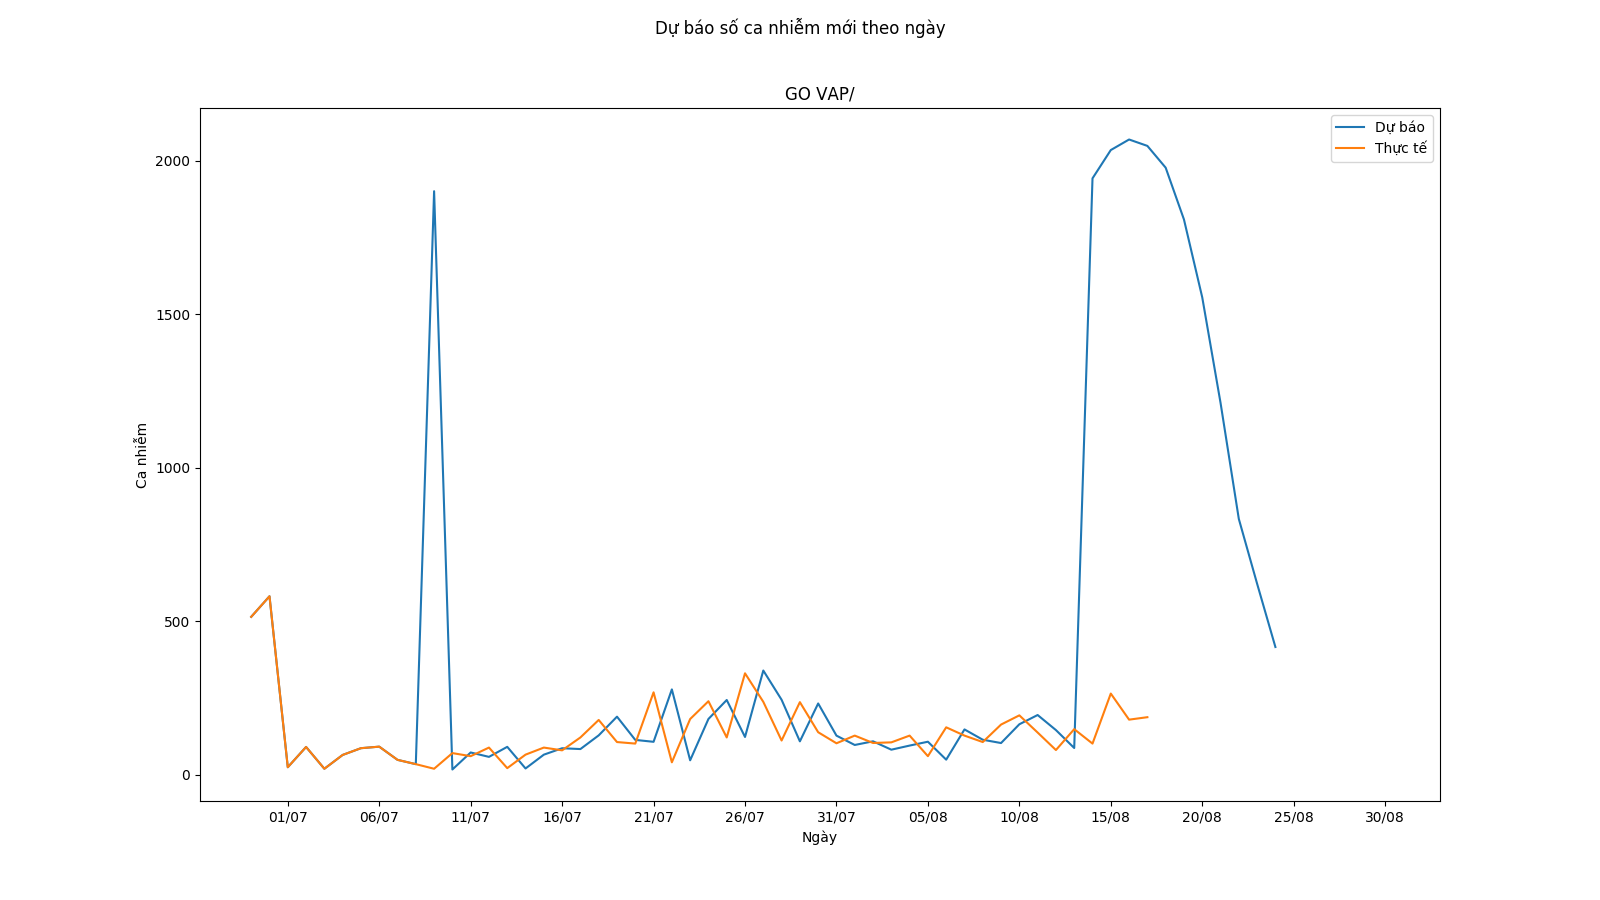 Dự báo số ca nhiễm mới theo ngày
GO VAP/
Dự báo
Thực tế
2000
1500
1000
500
0
Ca nhiễm
01/07 06/07 11/07 16/07 21/07 26/07 31/07 05/08 10/08 15/08 20/08 25/08 30/08
Ngày